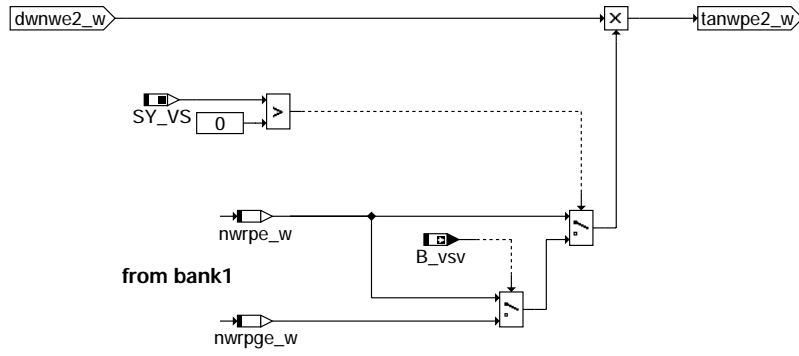 dwnwe2_w
tanwpe2_w
SY_VS
0
>
nwrpe_w
B_vsv
from bank1
nwrpge_w